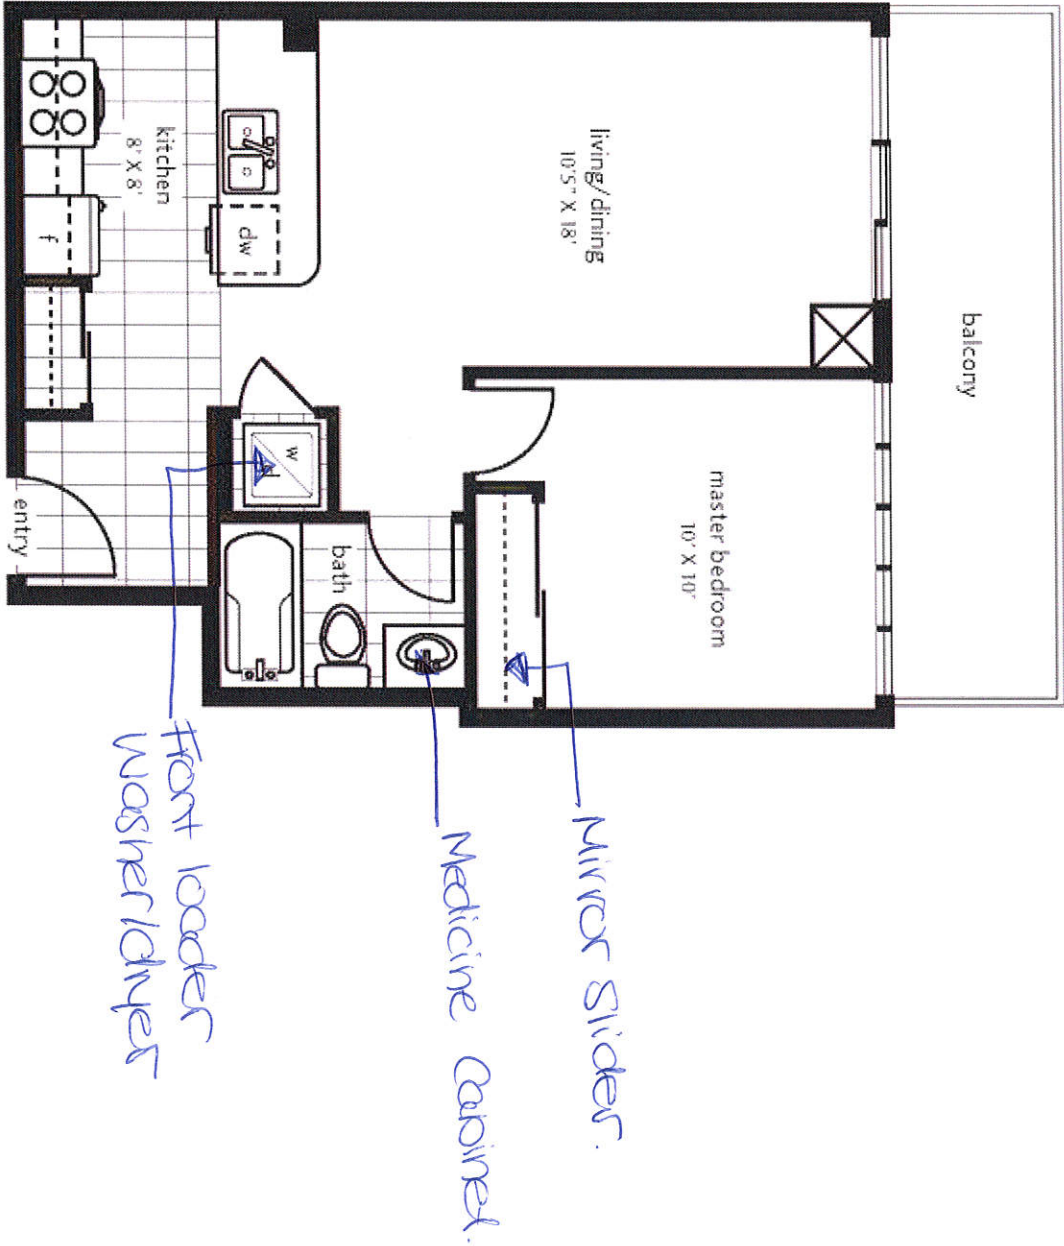 balcony
living/dining
10'5" X 18'
master bedroom
10' X 10'
kitchen
8' X 8'
dw
f
w
d
bath
entry
Mirror Slider.
Medicine Cabinet.
Front loader
washer/dryer